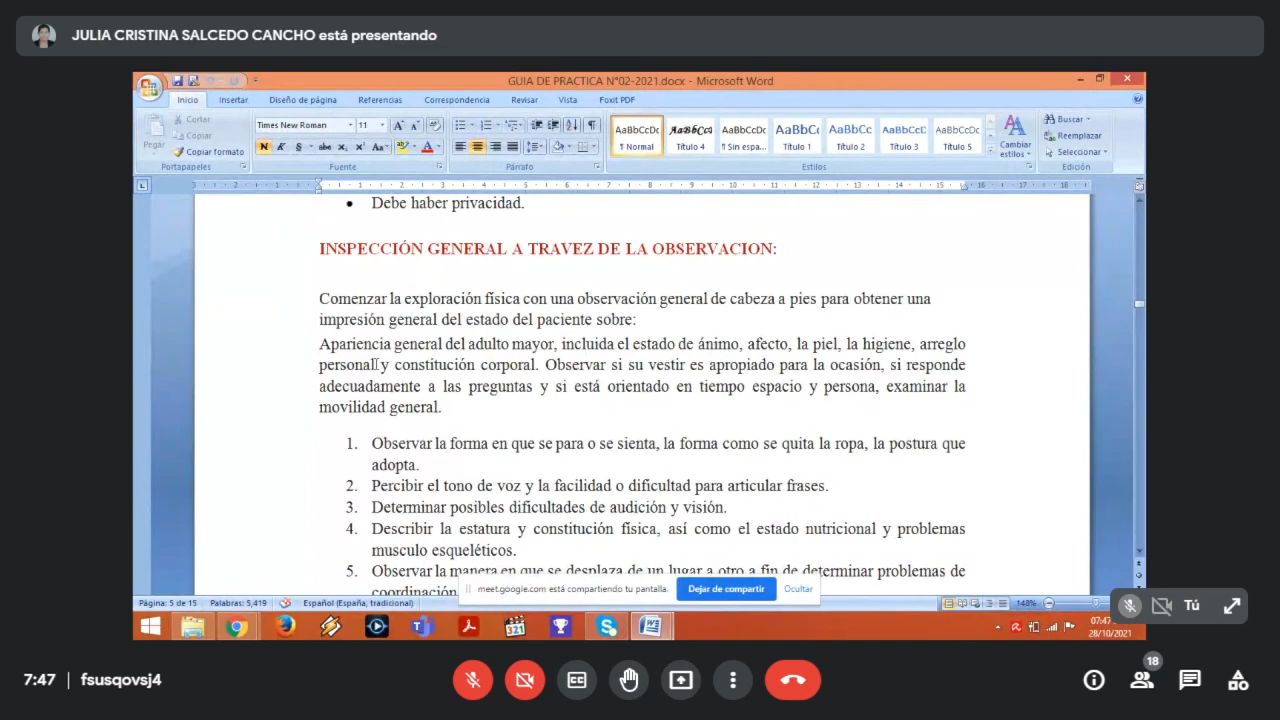 JULIA CRISTINA SALCEDO CANCHO está presentando
GUIA DE PRACTICA N°02-2021.docx - Microsoft Word
Inicio Insertar Diseño de página Referencias Correspondencia Revisar Vista Foxit PDF
Cortar
Copiar
Copiar formato
Pegar
Portapapeles
Times New Roman 11
Fuente
Párrafo
AaBbCcDc AaBbCcI AaBbCcDc AaBbCc AaBbCc AaBbCcI AaBbCcDc
¶ Normal Título 4 ¶ Sin espa... Título 1 Título 2 Título 3 Título 5
Cambiar
estilos
Estilos
Buscar
Reemplazar
Seleccionar
Edición
• Debe haber privacidad.
INSPECCIÓN GENERAL A TRAVEZ DE LA OBSERVACION:
Comenzar la exploración física con una observación general de cabeza a pies para obtener una
impresión general del estado del paciente sobre:
Apariencia general del adulto mayor, incluida el estado de ánimo, afecto, la piel, la higiene, arreglo
personal y constitución corporal. Observar si su vestir es apropiado para la ocasión, si responde
adecuadamente a las preguntas y si está orientado en tiempo espacio y persona, examinar la
movilidad general.
1. Observar la forma en que se para o se sienta, la forma como se quita la ropa, la postura que
adopta.
2. Percibir el tono de voz y la facilidad o dificultad para articular frases.
3. Determinar posibles dificultades de audición y visión.
4. Describir la estatura y constitución física, así como el estado nutricional y problemas
musculo esqueléticos.
5. Observar la manera en que se desplaza de un lugar a otro a fin de determinar problemas de
coordinación
meet.google.com está compartiendo tu pantalla. Dejar de compartir Ocultar
Página: 5 de 15 Palabras: 5,419 Español (España, tradicional) 148%
Tú
321
07:47
28/10/2021
7:47 | fsusqovsj4
18